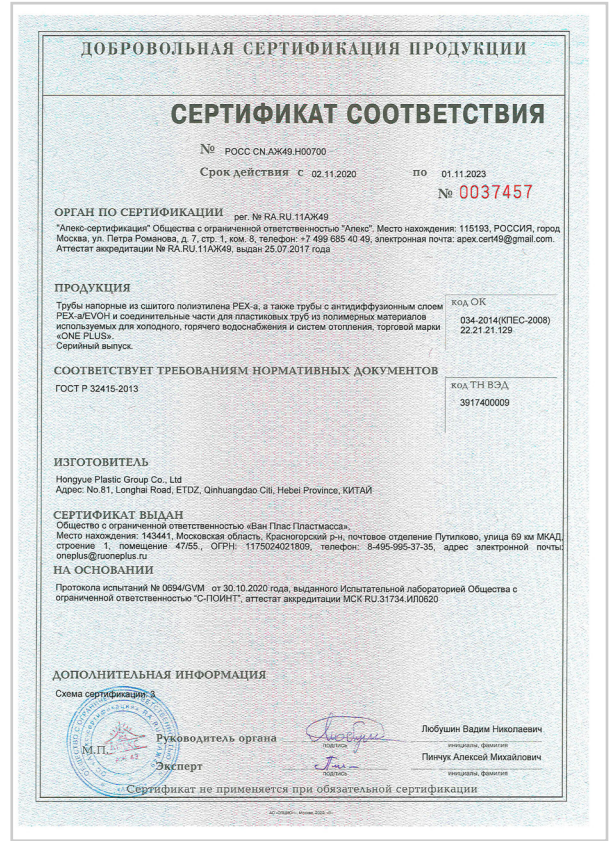 ДОБРОВОЛЬНАЯ СЕРТИФИКАЦИЯ ПРОДУКЦИИ
СЕРТИФИКАТ СООТВЕТСТВИЯ
№ РОСС CN.АЖ49.Н00700
Срок действия с 02.11.2020 по 01.11.2023
№ 0037457
ОРГАН ПО СЕРТИФИКАЦИИ рег. № RA.RU.11АЖ49
"Апекс-сертификация" Общества с ограниченной ответственностью "Апекс". Место нахождения: 115193, РОССИЯ, город
Москва, ул. Петра Романова, д. 7, стр. 1, ком. 8, телефон: +7 499 685 40 49, электронная почта: apex.cert49@gmail.com.
Аттестат аккредитации № RA.RU.11АЖ49, выдан 25.07.2017 года
ПРОДУКЦИЯ
Трубы напорные из сшитого полиэтилена PEX-a, а также трубы с антидиффузионным слоем
PEX-a/EVOH и соединительные части для пластиковых труб из полимерных материалов
используемых для холодного, горячего водоснабжения и систем отопления, торговой марки
«ONE PLUS».
Серийный выпуск.
код ОК
034-2014(КПЕС-2008)
22.21.21.129
СООТВЕТСТВУЕТ ТРЕБОВАНИЯМ НОРМАТИВНЫХ ДОКУМЕНТОВ
ГОСТ Р 32415-2013
код ТН ВЭД
3917400009
ИЗГОТОВИТЕЛЬ
Hongyue Plastic Group Co., Ltd
Адрес: No.81, Longhai Road, ETDZ, Qinhuangdao Citi, Hebei Province, КИТАЙ
СЕРТИФИКАТ ВЫДАН
Общество с ограниченной ответственностью «Ван Плас Пластмасса».
Место нахождения: 143441, Московская область, Красногорский р-н, почтовое отделение Путилково, улица 69 км МКАД,
строение 1, помещение 47/55., ОГРН: 1175024021809, телефон: 8-495-995-37-35, адрес электронной почты:
oneplus@ruoneplus.ru
НА ОСНОВАНИИ
Протокола испытаний № 0694/GVM от 30.10.2020 года, выданного Испытательной лабораторией Общества с
ограниченной ответственностью "С-ПОИНТ", аттестат аккредитации МСК RU.31734.ИЛ0620
ДОПОЛНИТЕЛЬНАЯ ИНФОРМАЦИЯ
Схема сертификации: 3
М.П.
Руководитель органа
подпись
Любушин Вадим Николаевич
инициалы, фамилия
Эксперт
подпись
Пинчук Алексей Михайлович
инициалы, фамилия
Сертификат не применяется при обязательной сертификации